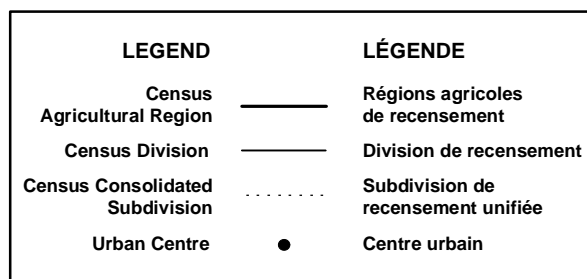 LEGEND LÉGENDE
Census Régions agricoles
Agricultural Region de recensement
Census Division Division de recensement
Census Consolidated Subdivision de
Subdivision recensement unifiée
Urban Centre Centre urbain